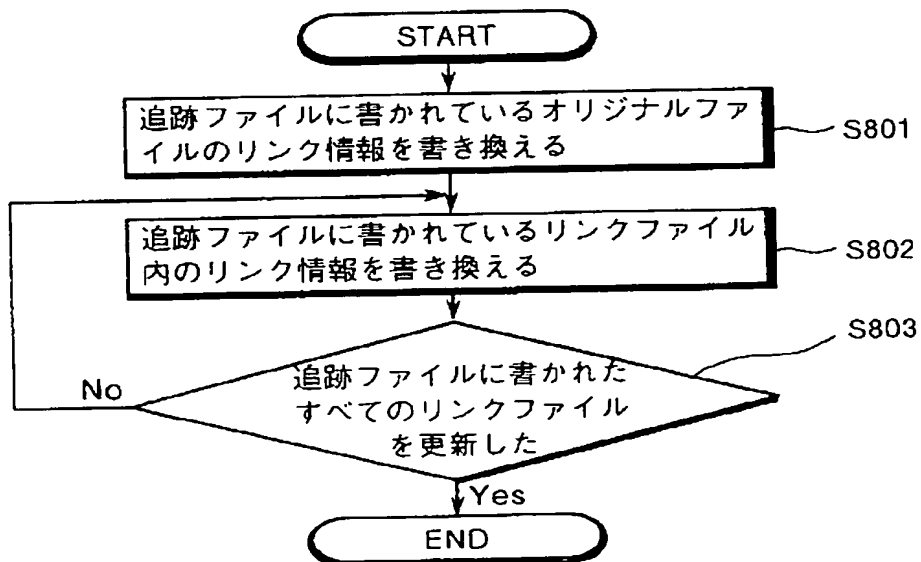 START
追跡ファイルに書かれているオリジナルファ
イルのリンク情報を書き換える
S801
追跡ファイルに書かれているリンクファイル
内のリンク情報を書き換える
S802
S803
追跡ファイルに書かれた
すべてのリンクファイル
を更新した
No
Yes
END